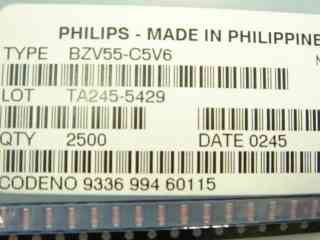 PHILIPS - MADE IN PHILIPPINE
TYPE BZV55-C5V6
LOT TA245-5429
QTY 2500 DATE 0245
CODENO 9336 994 60115